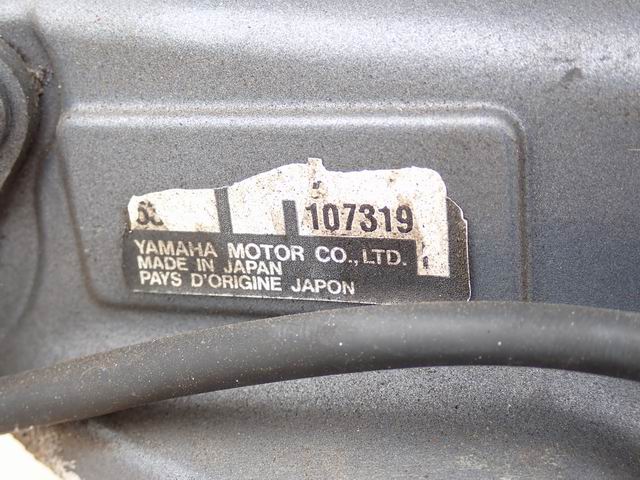 107319
YAMAHA MOTOR CO., LTD.
MADE IN JAPAN
PAYS D'ORIGINE JAPON